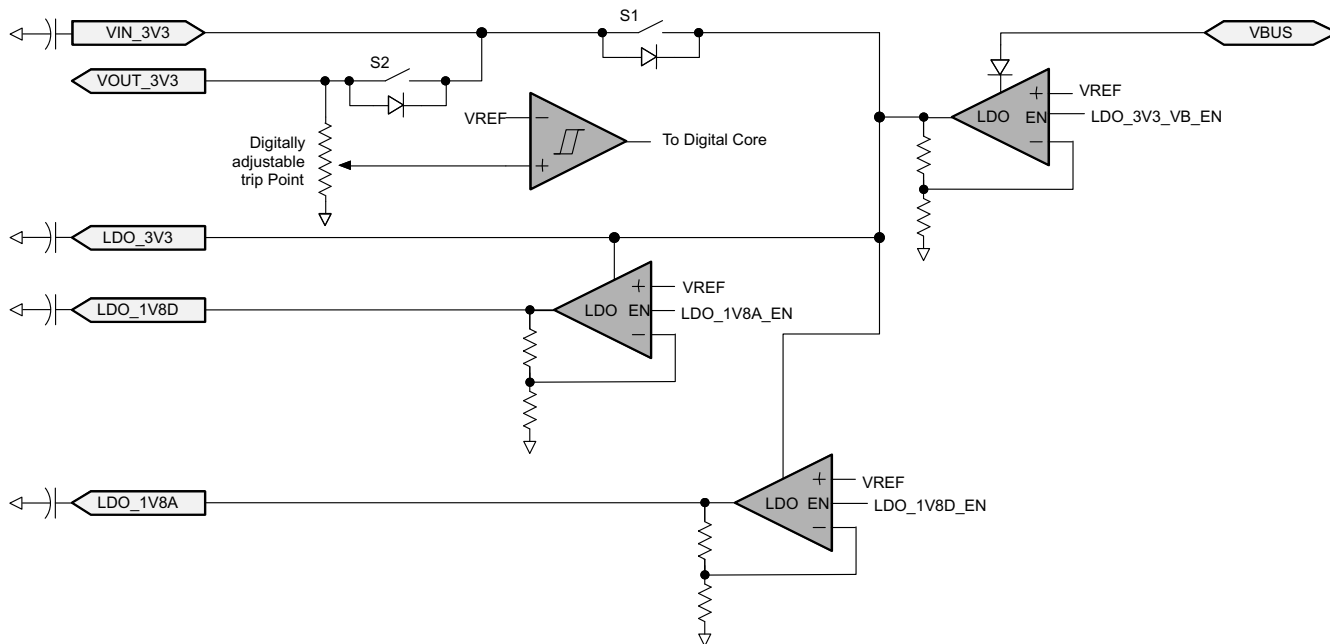 S1
VIN_3V3
VBUS
S2
VOUT_3V3
VREF
+
VREF
−
LDO
EN
LDO_3V3_VB_EN
Digitally
adjustable
trip Point
To Digital Core
+
−
LDO_3V3
+
VREF
LDO_1V8D
LDO
EN
LDO_1V8A_EN
−
+
VREF
LDO_1V8A
LDO
EN
LDO_1V8D_EN
−